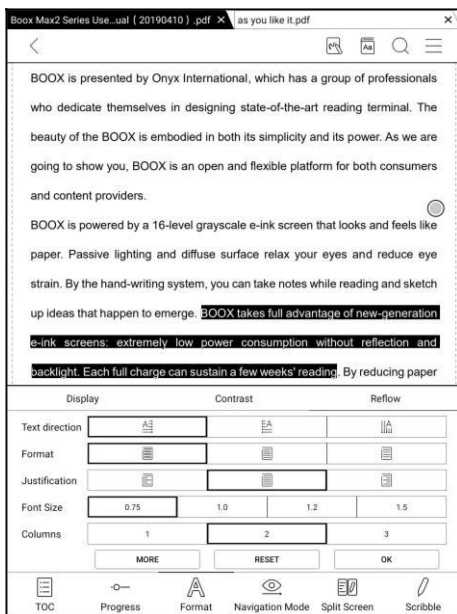 Boox Max2 Series Use...ual ( 20190410 ) .pdf × as you like it.pdf ×
Aa
BOOX is presented by Onyx International, which has a group of professionals
who dedicate themselves in designing state-of-the-art reading terminal. The
beauty of the BOOX is embodied in both its simplicity and its power. As we are
going to show you, BOOX is an open and flexible platform for both consumers
and content providers.
BOOX is powered by a 16-level grayscale e-ink screen that looks and feels like
paper. Passive lighting and diffuse surface relax your eyes and reduce eye
strain. By the hand-writing system, you can take notes while reading and sketch
up ideas that happen to emerge. BOOX takes full advantage of new-generation
e-ink screens: extremely low power consumption without reflection and
backlight. Each full charge can sustain a few weeks' reading. By reducing paper
Display Contrast Reflow
Text direction
Format
Justification
Font Size 0.75 1.0 1.2 1.5
Columns 1 2 3
MORE RESET OK
TOC Progress Format Navigation Mode Split Screen Scribble